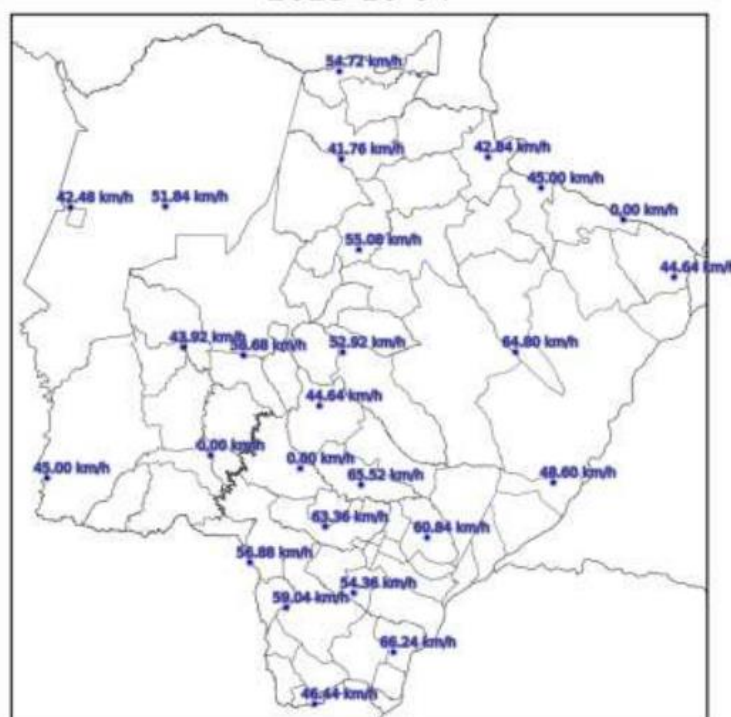 54.72 km/h
41.76 km/h
42.84 km/h
45.00 km/h
42.48 km/h
51.84 km/h
0.00 km/h
55.08 km/h
44.64 km/h
43.92 km/h
52.92 km/h
64.80 km/h
44.64 km/h
0.00 km/h
45.00 km/h
0.00 km/h
65.52 km/h
48.60 km/h
63.36 km/h
60.84 km/h
56.88 km/h
54.36 km/h
59.04 km/h
66.24 km/h
46.44 km/h